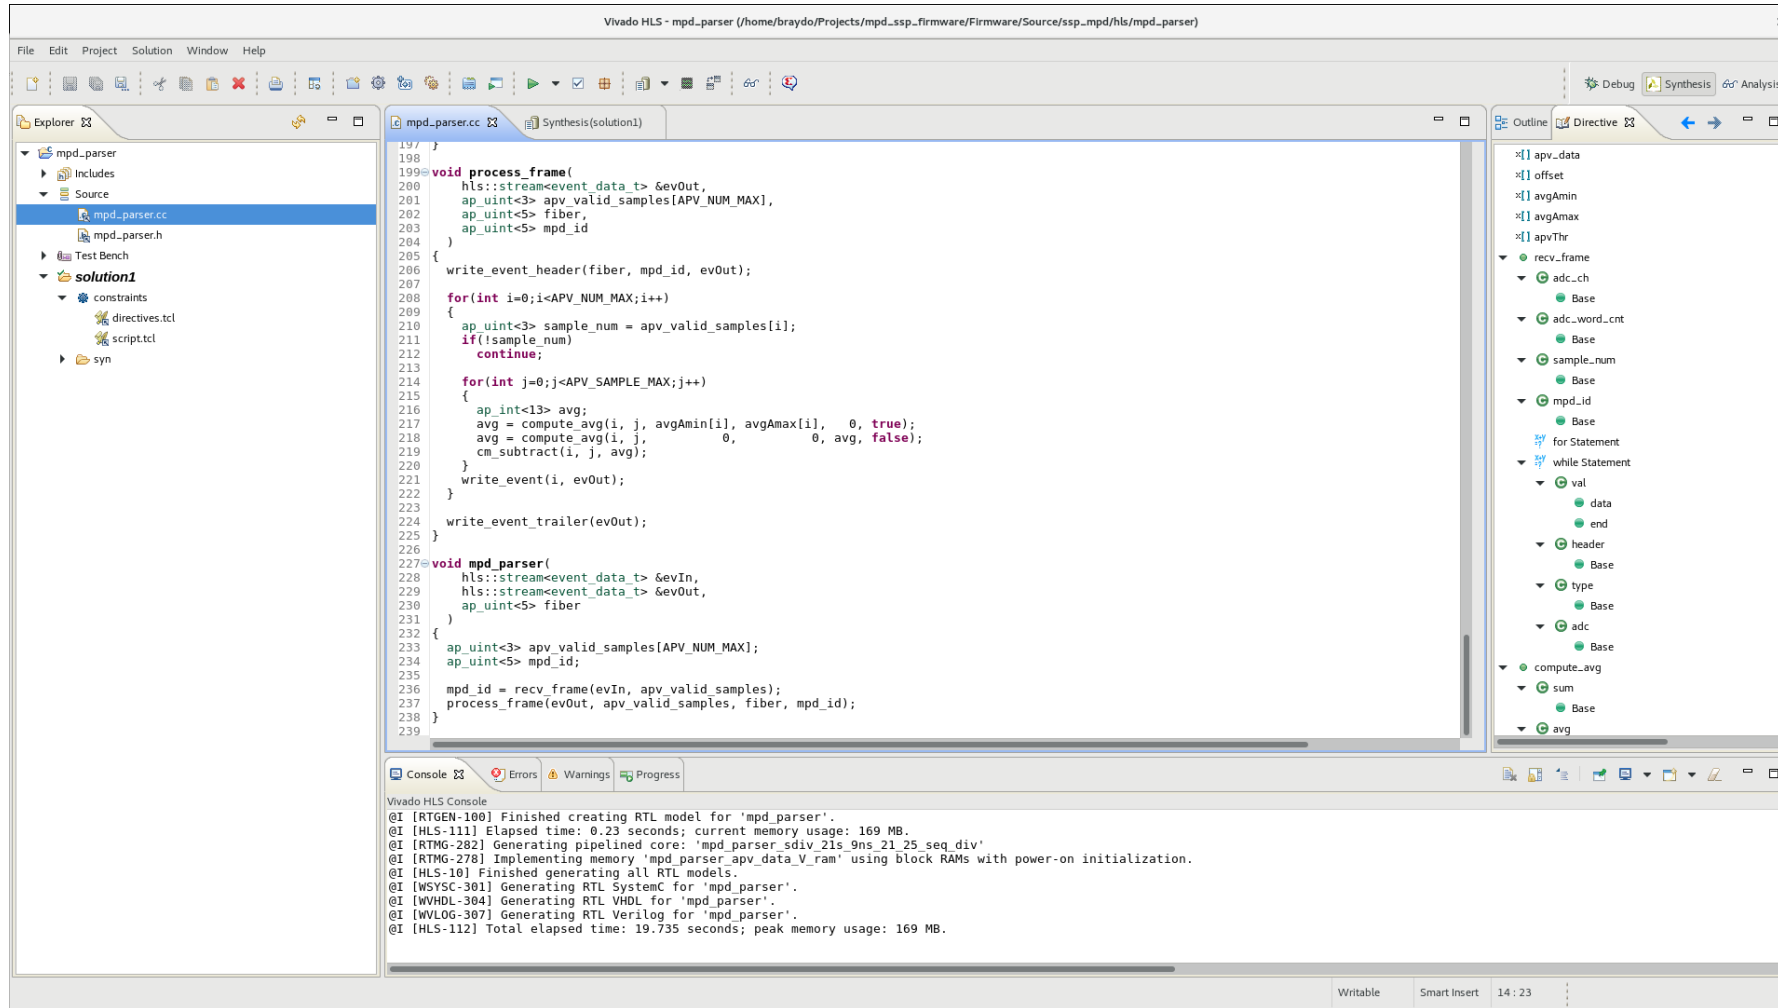 Vivado HLS - mpd_parser (/home/braydo/Projects/mpd_ssp_firmware/Firmware/Source/ssp_mpd/hls/mpd_parser)
File Edit Project Solution Window Help
Debug Synthesis Analysis
Explorer
mpd_parser
Includes
Source
mpd_parser.cc
mpd_parser.h
Test Bench
solution1
constraints
directives.tcl
script.tcl
syn
mpd_parser.cc Synthesis(solution1)
197 }
198
199 void process_frame(
200 hls::stream<event_data_t> &evOut,
201 ap_uint<3> apv_valid_samples[APV_NUM_MAX],
202 ap_uint<5> fiber,
203 ap_uint<5> mpd_id
204 )
205 {
206 write_event_header(fiber, mpd_id, evOut);
207
208 for(int i=0;i<APV_NUM_MAX;i++)
209 {
210 ap_uint<3> sample_num = apv_valid_samples[i];
211 if(!sample_num)
212 continue;
213
214 for(int j=0;j<APV_SAMPLE_MAX;j++)
215 {
216 ap_int<13> avg;
217 avg = compute_avg(i, j, avgAmin[i], avgAmax[i], 0, true);
218 avg = compute_avg(i, j, 0, 0, avg, false);
219 cm_subtract(i, j, avg);
220 }
221 write_event(i, evOut);
222 }
223
224 write_event_trailer(evOut);
225 }
226
227 void mpd_parser(
228 hls::stream<event_data_t> &evIn,
229 hls::stream<event_data_t> &evOut,
230 ap_uint<5> fiber
231 )
232 {
233 ap_uint<3> apv_valid_samples[APV_NUM_MAX];
234 ap_uint<5> mpd_id;
235
236 mpd_id = recv_frame(evIn, apv_valid_samples);
237 process_frame(evOut, apv_valid_samples, fiber, mpd_id);
238 }
239
Outline Directive
apv_data
offset
avgAmin
avgAmax
apvThr
recv_frame
adc_ch
Base
adc_word_cnt
Base
sample_num
Base
mpd_id
Base
for Statement
while Statement
val
data
end
header
Base
type
Base
adc
Base
compute_avg
sum
Base
avg
Console Errors Warnings Progress
Vivado HLS Console
@I [RTGEN-100] Finished creating RTL model for 'mpd_parser'.
@I [HLS-111] Elapsed time: 0.23 seconds; current memory usage: 169 MB.
@I [RTMG-282] Generating pipelined core: 'mpd_parser_sdiv_21s_9ns_21_25_seq_div'
@I [RTMG-278] Implementing memory 'mpd_parser_apv_data_V_ram' using block RAMs with power-on initialization.
@I [HLS-10] Finished generating all RTL models.
@I [WSYSC-301] Generating RTL SystemC for 'mpd_parser'.
@I [WVHDL-304] Generating RTL VHDL for 'mpd_parser'.
@I [WVLOG-307] Generating RTL Verilog for 'mpd_parser'.
@I [HLS-112] Total elapsed time: 19.735 seconds; peak memory usage: 169 MB.
Writable Smart Insert 14 : 23